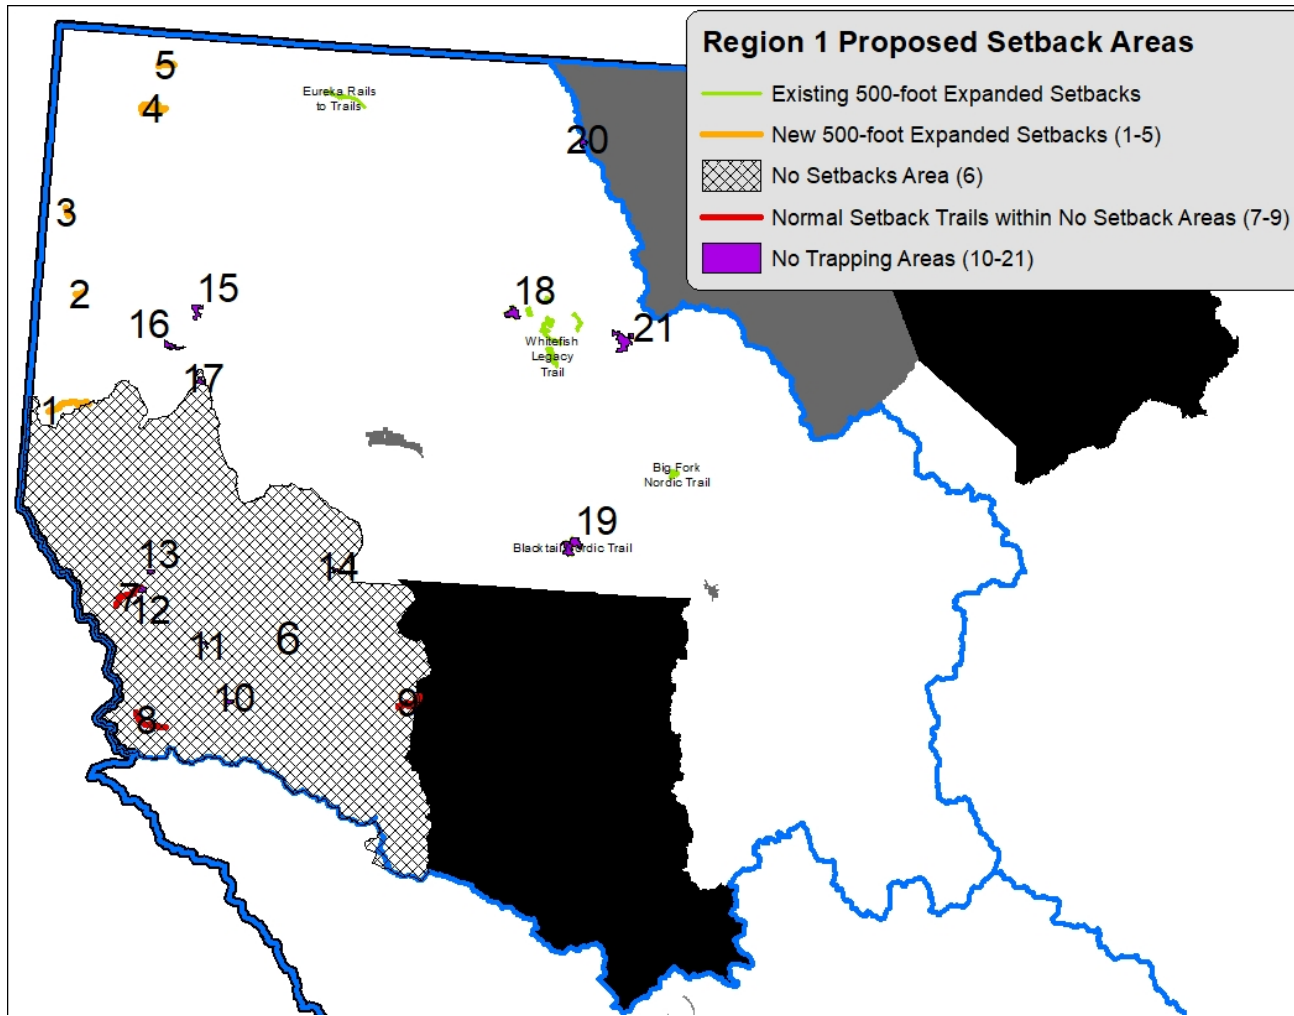 Region 1 Proposed Setback Areas
Existing 500-foot Expanded Setbacks
New 500-foot Expanded Setbacks (1-5)
No Setbacks Area (6)
Normal Setback Trails within No Setback Areas (7-9)
No Trapping Areas (10-21)
5
4
Eureka Rails
to Trails
20
3
2
15
16
18
21
Whitefish
Legacy
Trail
17
1
Big Fork
Nordic Trail
19
Blacktail Nordic Trail
13
14
7
12
11
6
10
9
8